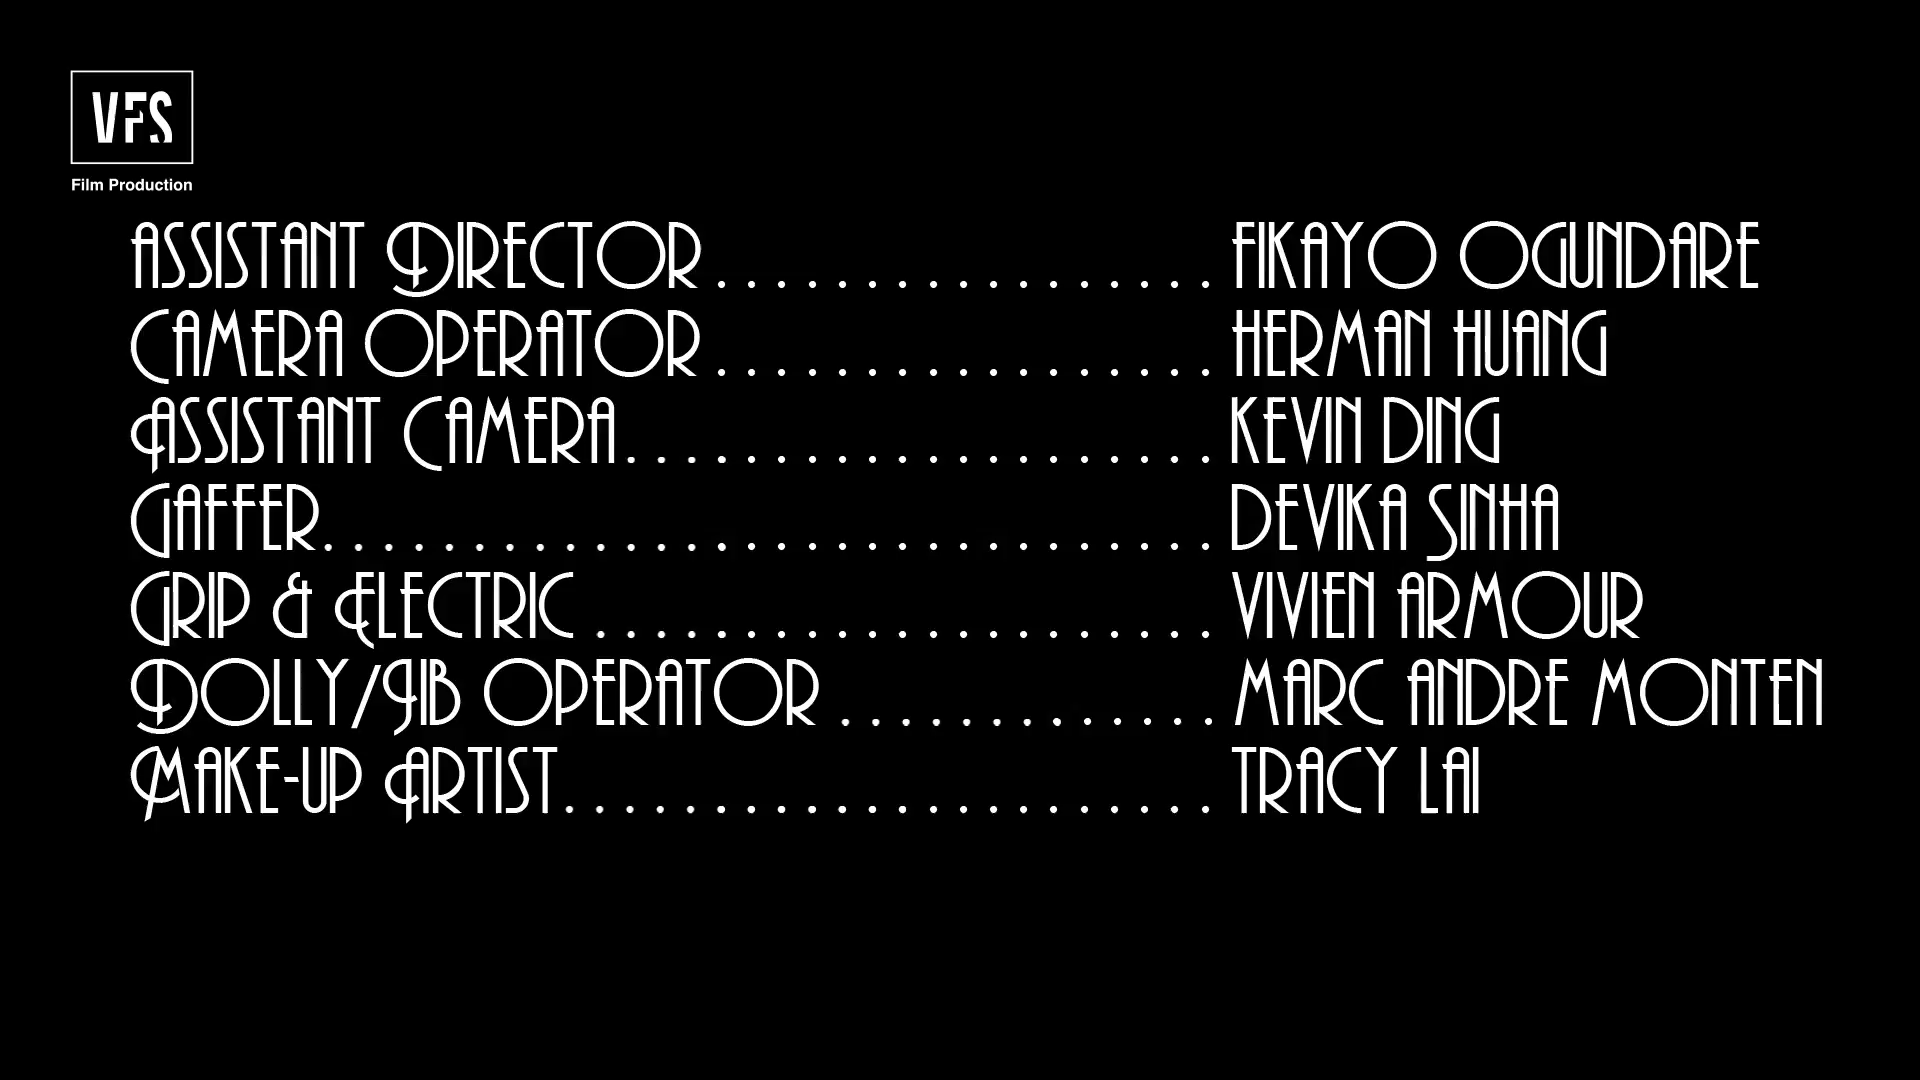 VFS
Film Production
Assistant Director................. Fikayo Ogundare
Camera Operator................. Herman Huang
Assistant Camera.................... Kevin Ding
Gaffer.............................. Devika Sinha
Grip & Electric ..................... Vivien Armour
Dolly/Jib Operator ............. Marc Andre Monten
Make-up Artist...................... Tracy Lai